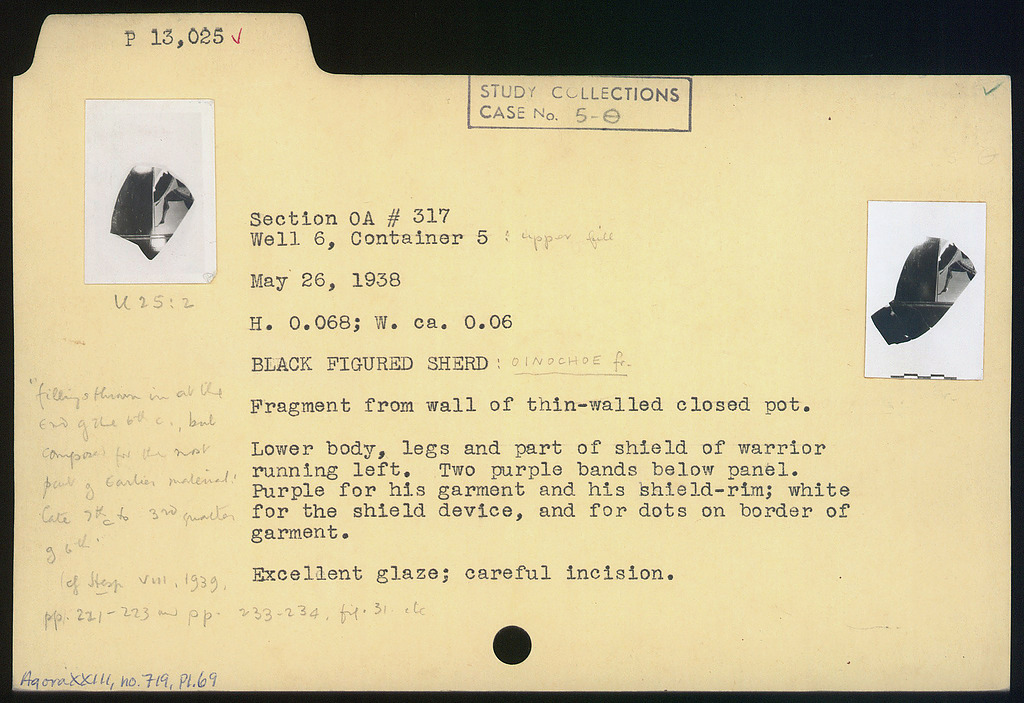 P 13,025 ✓
STUDY COLLECTIONS
CASE No. 5-Θ
Section OA # 317
Well 6, Container 5 : upper fill
May 26, 1938
U 25:2
H. 0.068; W. ca. 0.06
BLACK FIGURED SHERD: OINOCHOE fr.
Fragment from wall of thin-walled closed pot.
Lower body, legs and part of shield of warrior
running left. Two purple bands below panel.
Purple for his garment and his shield-rim; white
for the shield device, and for dots on border of
garment.
Excellent glaze; careful incision.
"fillings thrown in at the
end of the 6th c., but
composed for the most
part of earlier material."
late 7th c. to 3rd quarter
of 6th.
(cf Hesp VIII, 1939,
pp. 221-223 and pp. 233-234, fig. 31 etc
Agora XXIII, no. 719, Pl. 69